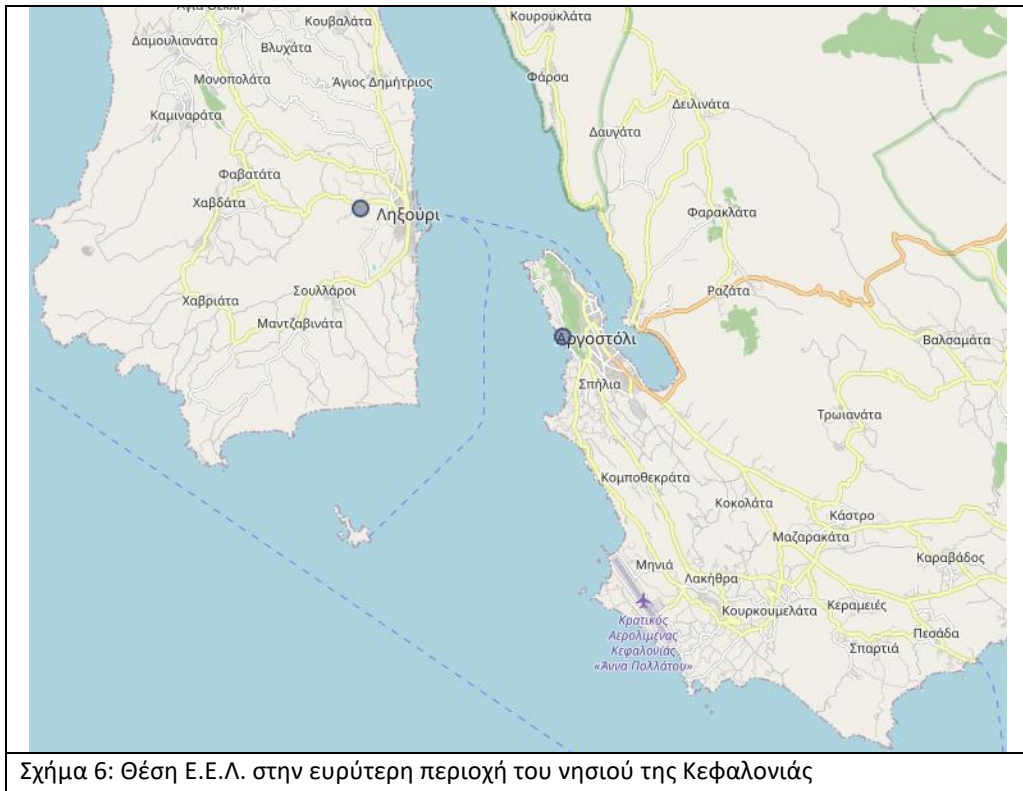 Αγία Θέκλη
Κουβαλάτα
Κουρουκλάτα
Δαμουλιανάτα
Βλυχάτα
Μονοπολάτα
Άγιος Δημήτριος
Φάρσα
Καμιναράτα
Δειλινάτα
Δαυγάτα
Φαβατάτα
Χαβδάτα
Ληξούρι
Φαρακλάτα
Σουλλάροι
Ραζάτα
Χαβριάτα
Μαντζαβινάτα
Αργοστόλι
Βαλσαμάτα
Σπήλια
Τρωιανάτα
Κομποθεκράτα
Κοκολάτα
Κάστρο
Μαζαρακάτα
Καραβάδος
Μηνιά
Λακήθρα
Κουρκουμελάτα
Κεραμειές
Κρατικός
Αερολιμένας
Κεφαλονιάς
«Άννα Πολλάτου»
Πεσάδα
Σπαρτιά
Σχήμα 6: Θέση Ε.Ε.Λ. στην ευρύτερη περιοχή του νησιού της Κεφαλονιάς